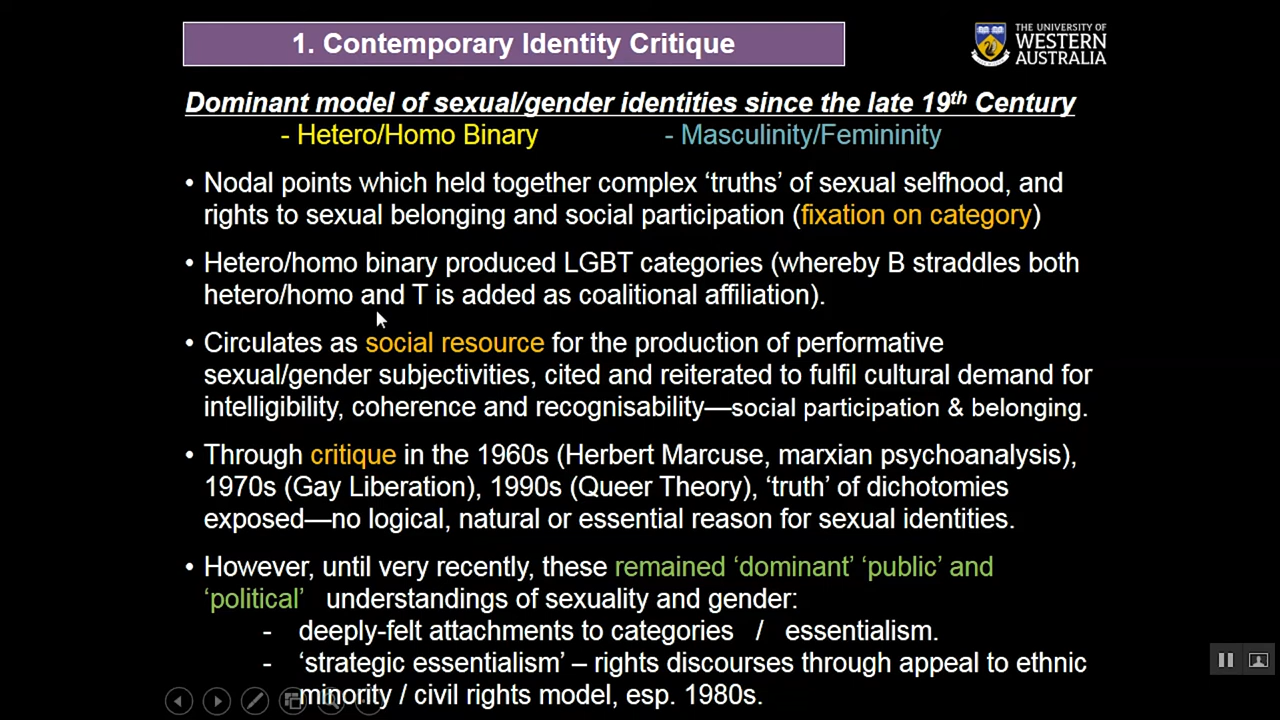 1. Contemporary Identity Critique
THE UNIVERSITY OF
WESTERN
AUSTRALIA
Dominant model of sexual/gender identities since the late 19th Century
- Hetero/Homo Binary - Masculinity/Femininity
• Nodal points which held together complex ‘truths’ of sexual selfhood, and
rights to sexual belonging and social participation (fixation on category)
• Hetero/homo binary produced LGBT categories (whereby B straddles both
hetero/homo and T is added as coalitional affiliation).
• Circulates as social resource for the production of performative
sexual/gender subjectivities, cited and reiterated to fulfil cultural demand for
intelligibility, coherence and recognisability—social participation & belonging.
• Through critique in the 1960s (Herbert Marcuse, marxian psychoanalysis),
1970s (Gay Liberation), 1990s (Queer Theory), ‘truth’ of dichotomies
exposed—no logical, natural or essential reason for sexual identities.
• However, until very recently, these remained ‘dominant’ ‘public’ and
‘political’ understandings of sexuality and gender:
- deeply-felt attachments to categories / essentialism.
- ‘strategic essentialism’ – rights discourses through appeal to ethnic
minority / civil rights model, esp. 1980s.